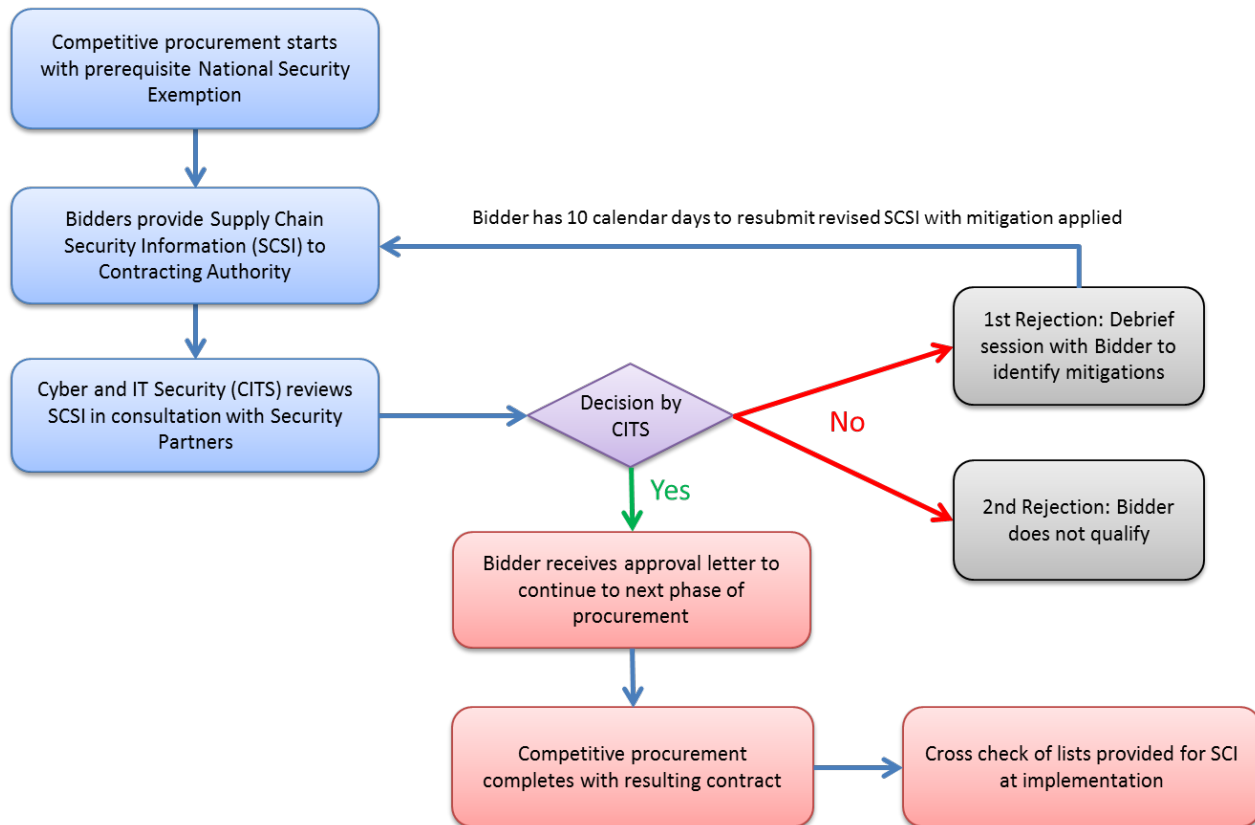 Competitive procurement starts
with prerequisite National Security
Exemption
Bidders provide Supply Chain
Security Information (SCSI) to
Contracting Authority
Bidder has 10 calendar days to resubmit revised SCSI with mitigation applied
Cyber and IT Security (CITS) reviews
SCSI in consultation with Security
Partners
Decision by
CITS
No
1st Rejection: Debrief
session with Bidder to
identify mitigations
2nd Rejection: Bidder
does not qualify
Yes
Bidder receives approval letter to
continue to next phase of
procurement
Competitive procurement
completes with resulting contract
Cross check of lists provided for SCI
at implementation